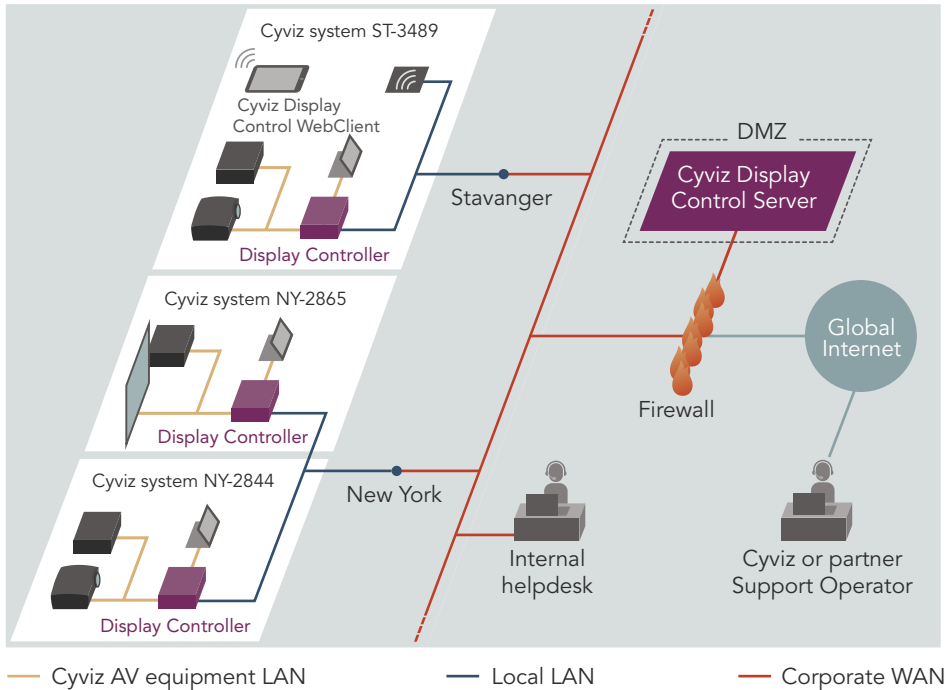 Cyviz system ST-3489
Cyviz Display
Control WebClient
Display Controller
Stavanger
DMZ
Cyviz Display
Control Server
Cyviz system NY-2865
Display Controller
Global
Internet
Firewall
Cyviz system NY-2844
New York
Display Controller
Internal
helpdesk
Cyviz or partner
Support Operator
Cyviz AV equipment LAN
Local LAN
Corporate WAN